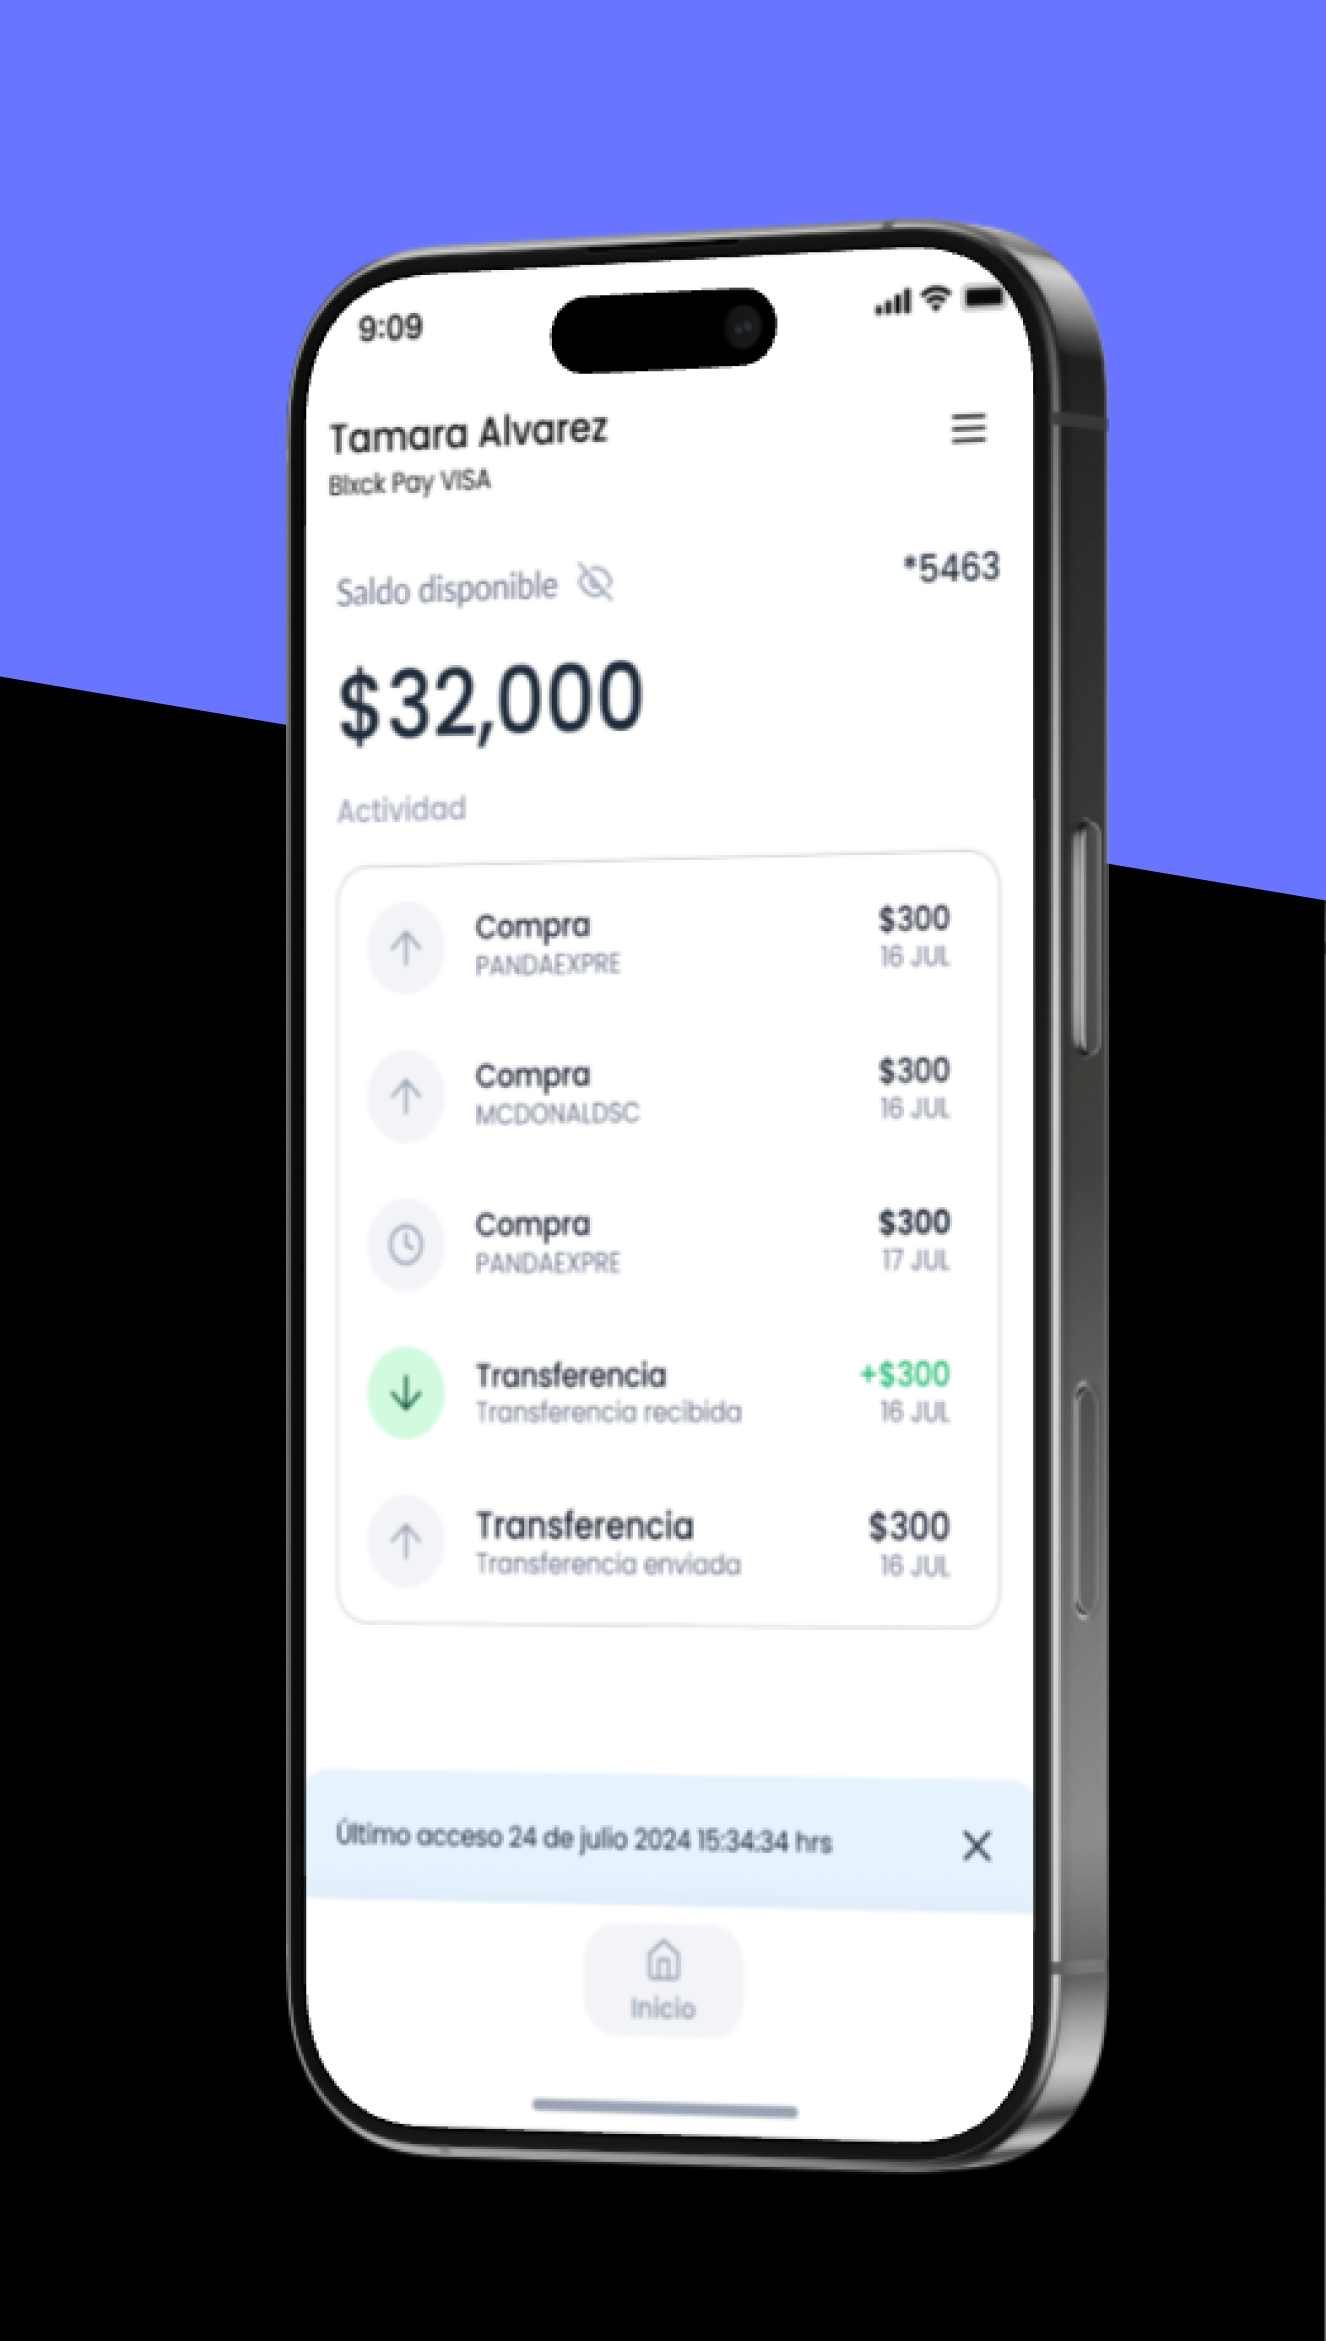 9:09
Tamara Alvarez
Blxck Pay VISA
Saldo disponible
*5463
$32,000
Actividad
Compra
$300
PANDAEXPRE
16 JUL
Compra
$300
MCDONALDSC
16 JUL
Compra
$300
PANDAEXPRE
17 JUL
Transferencia
+$300
Transferencia recibida
16 JUL
Transferencia
$300
Transferencia enviada
16 JUL
Último acceso 24 de julio 2024 15:34:34 hrs
Inicio